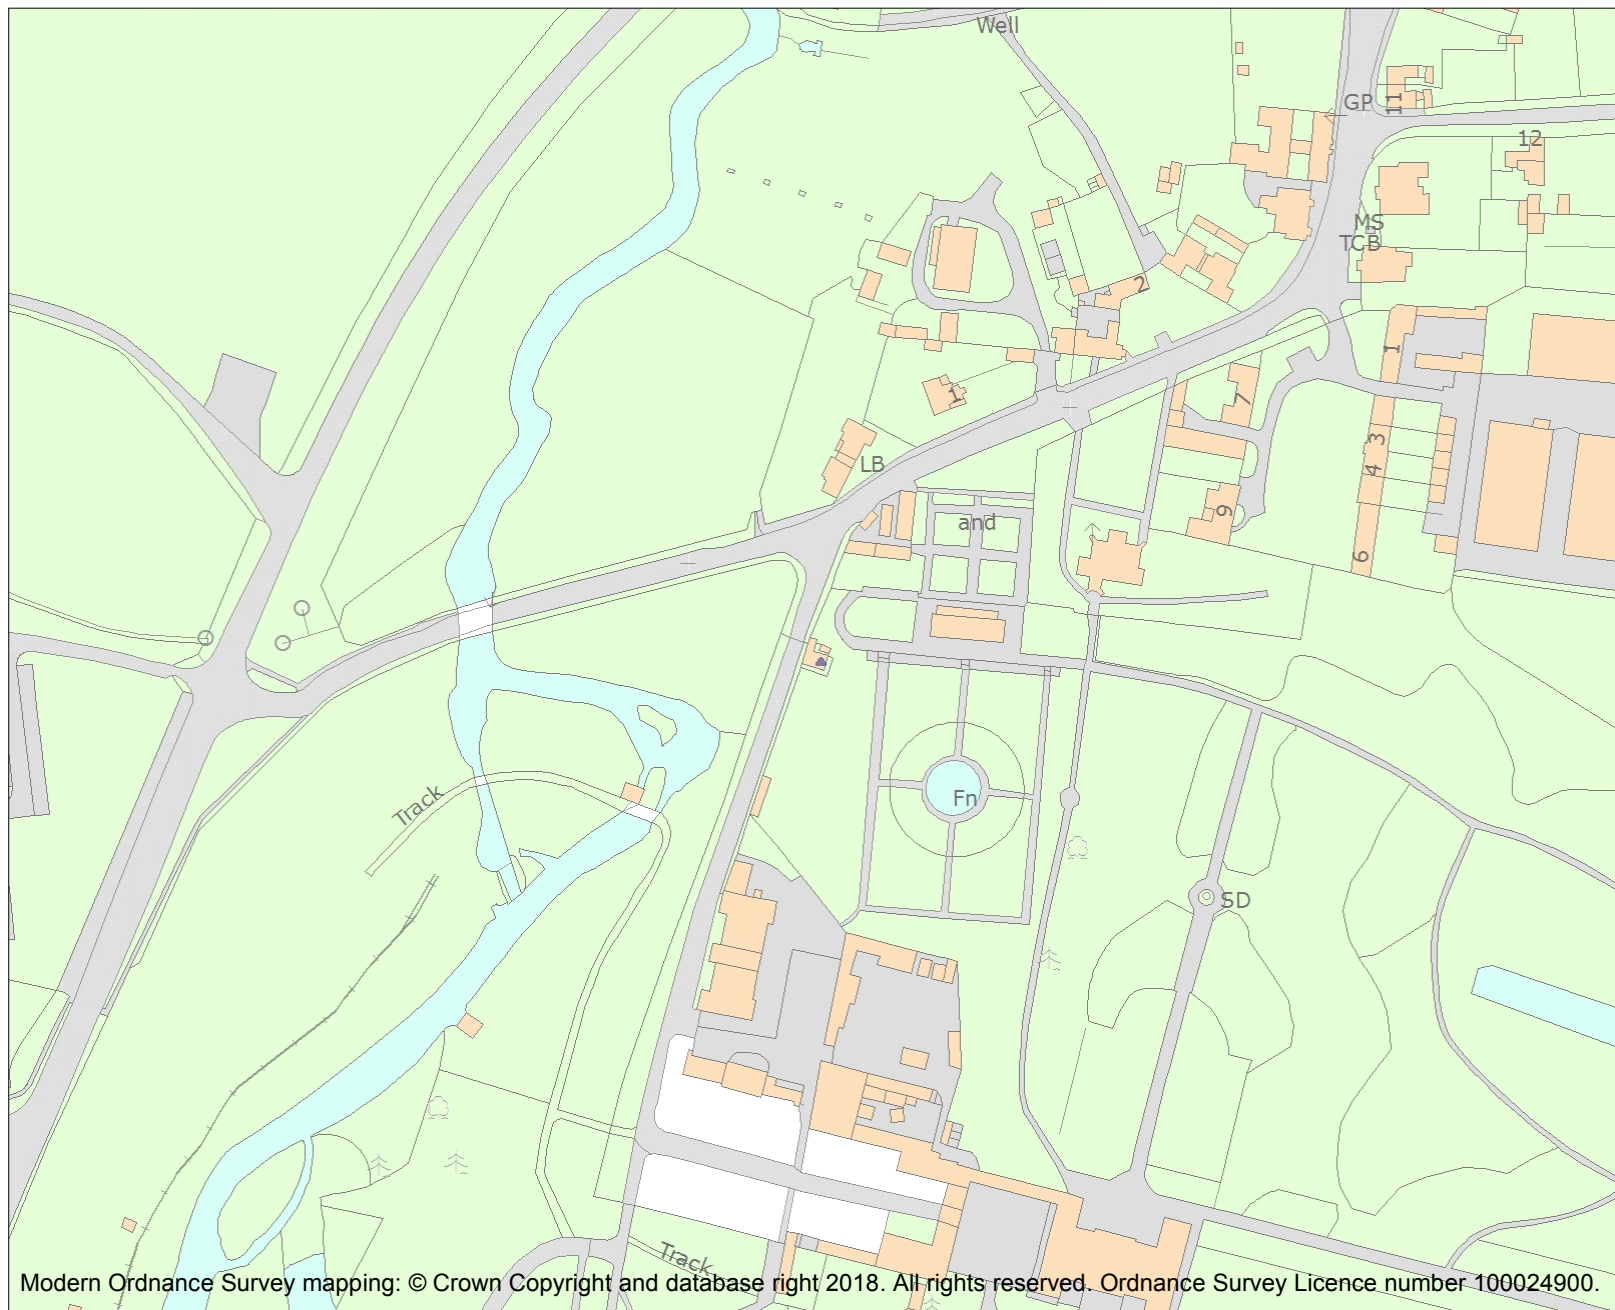 Well
GP
11
12
MS
TCB
2
1
1
7
3
LB
4
9
and
6
Fn
Track
SD
Track
Modern Ordnance Survey mapping: © Crown Copyright and database right 2018. All rights reserved. Ordnance Survey Licence number 100024900.